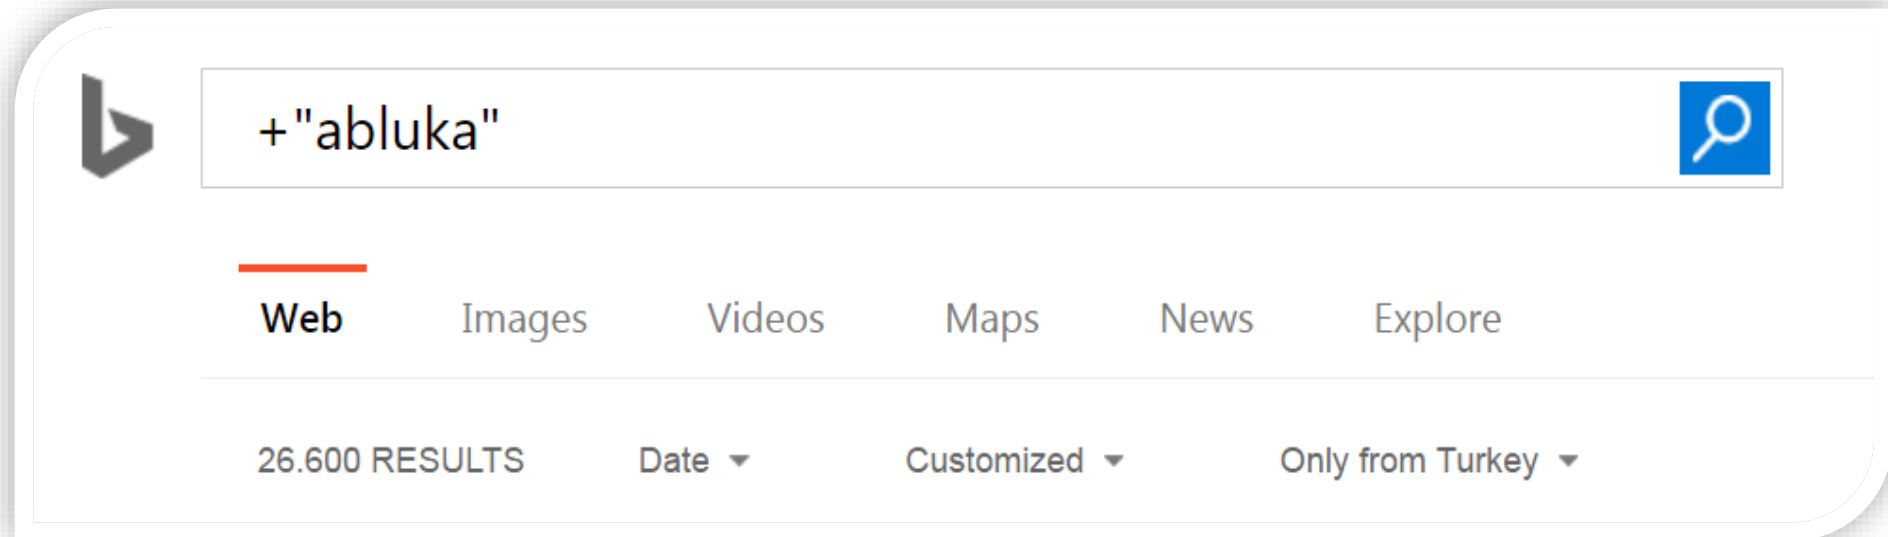 +"abluka"
Web Images Videos Maps News Explore
26.600 RESULTS Date Customized Only from Turkey